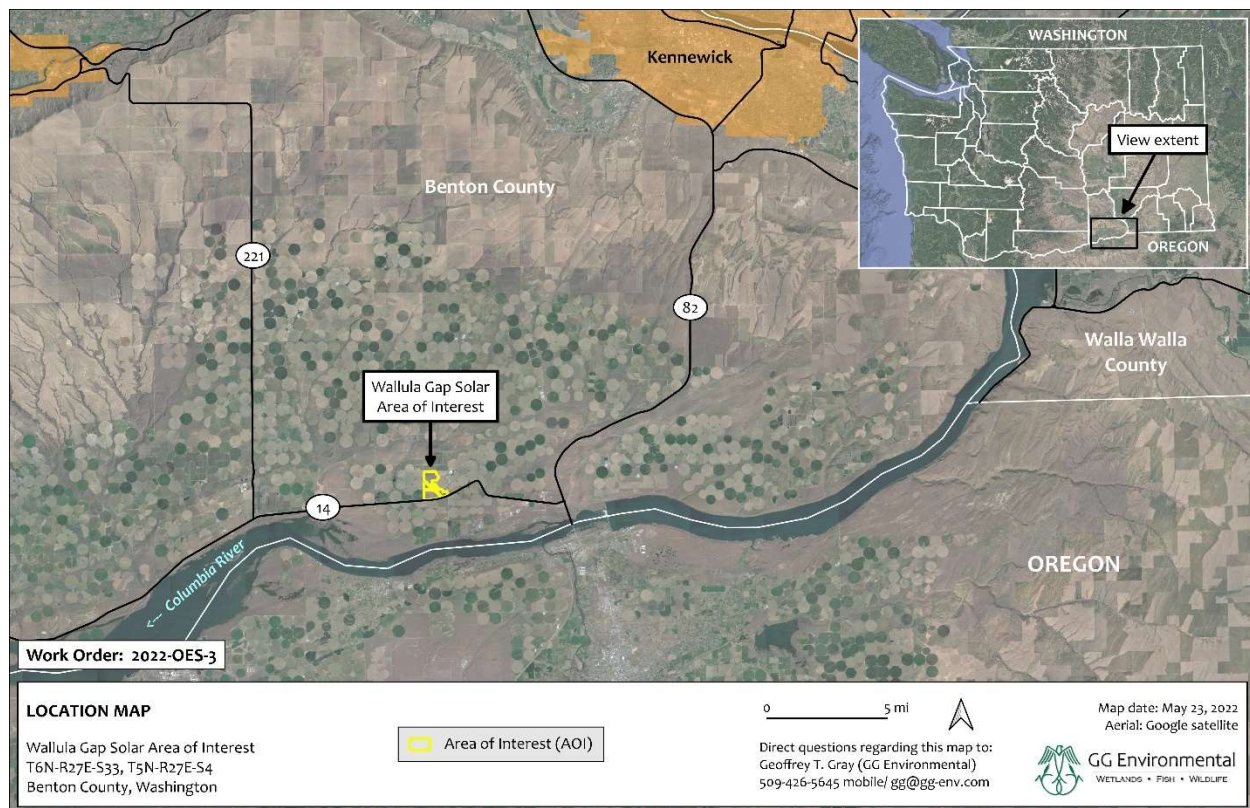 Kennewick
WASHINGTON
View extent
OREGON
Benton County
221
82
Walla Walla
County
Wallula Gap Solar
Area of Interest
14
<--- Columbia River
OREGON
Work Order: 2022-OES-3
LOCATION MAP
Wallula Gap Solar Area of Interest
T6N-R27E-S33, T5N-R27E-S4
Benton County, Washington
Area of Interest (AOI)
0 5 mi
Direct questions regarding this map to:
Geoffrey T. Gray (GG Environmental)
509-426-5645 mobile/ gg@gg-env.com
Map date: May 23, 2022
Aerial: Google satellite
GG Environmental
WETLANDS • FISH • WILDLIFE